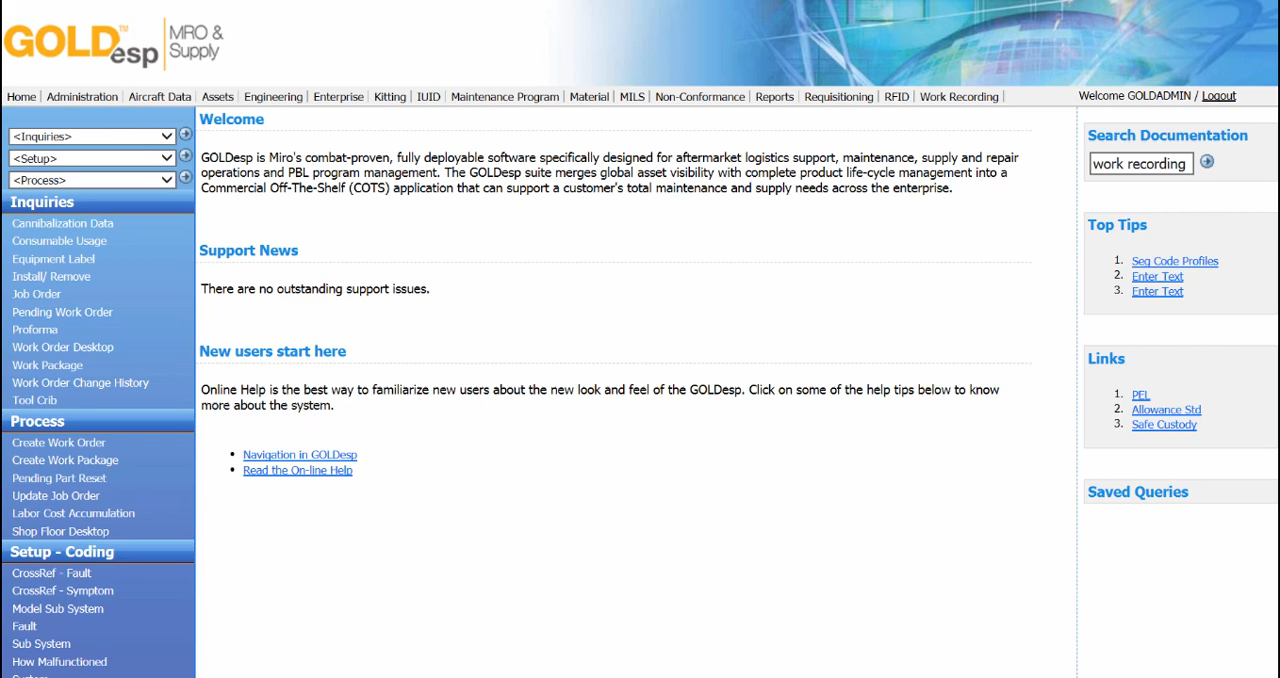 GOLDesp™ MRO &
Supply
Home Administration Aircraft Data Assets Engineering Enterprise Kitting IUID Maintenance Program Material MILS Non-Conformance Reports Requisitioning RFID Work Recording
Welcome GOLDADMIN / Logout
<Inquiries>
<Setup>
<Process>
Inquiries
Cannibalization Data
Consumable Usage
Equipment Label
Install/ Remove
Job Order
Pending Work Order
Proforma
Work Order Desktop
Work Package
Work Order Change History
Tool Crib
Process
Create Work Order
Create Work Package
Pending Part Reset
Update Job Order
Labor Cost Accumulation
Shop Floor Desktop
Setup - Coding
CrossRef - Fault
CrossRef - Symptom
Model Sub System
Fault
Sub System
How Malfunctioned
Welcome
GOLDesp is Miro's combat-proven, fully deployable software specifically designed for aftermarket logistics support, maintenance, supply and repair
operations and PBL program management. The GOLDesp suite merges global asset visibility with complete product life-cycle management into a
Commercial Off-The-Shelf (COTS) application that can support a customer's total maintenance and supply needs across the enterprise.
Support News
There are no outstanding support issues.
New users start here
Online Help is the best way to familiarize new users about the new look and feel of the GOLDesp. Click on some of the help tips below to know
more about the system.
• Navigation in GOLDesp
• Read the On-line Help
Search Documentation
work recording
Top Tips
1. Seq Code Profiles
2. Enter Text
3. Enter Text
Links
1. PEL
2. Allowance Std
3. Safe Custody
Saved Queries